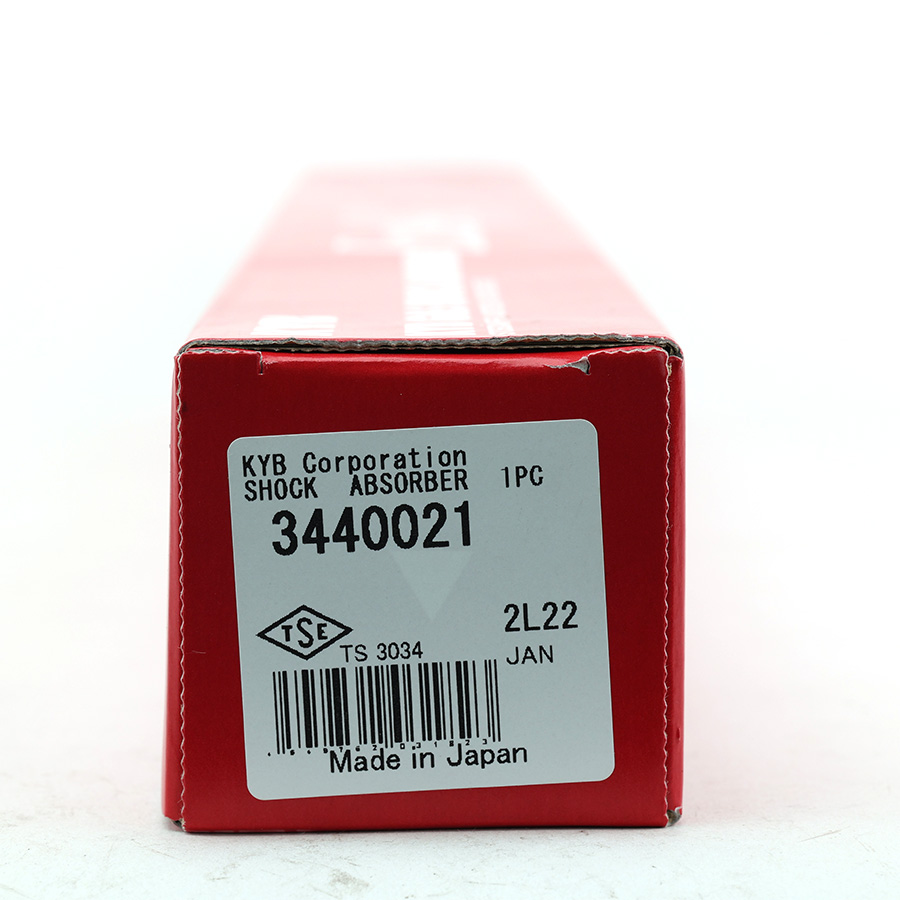 KYB Corporation
SHOCK ABSORBER 1PC
3440021
TSE
TS 3034
2L22
JAN
Made in Japan